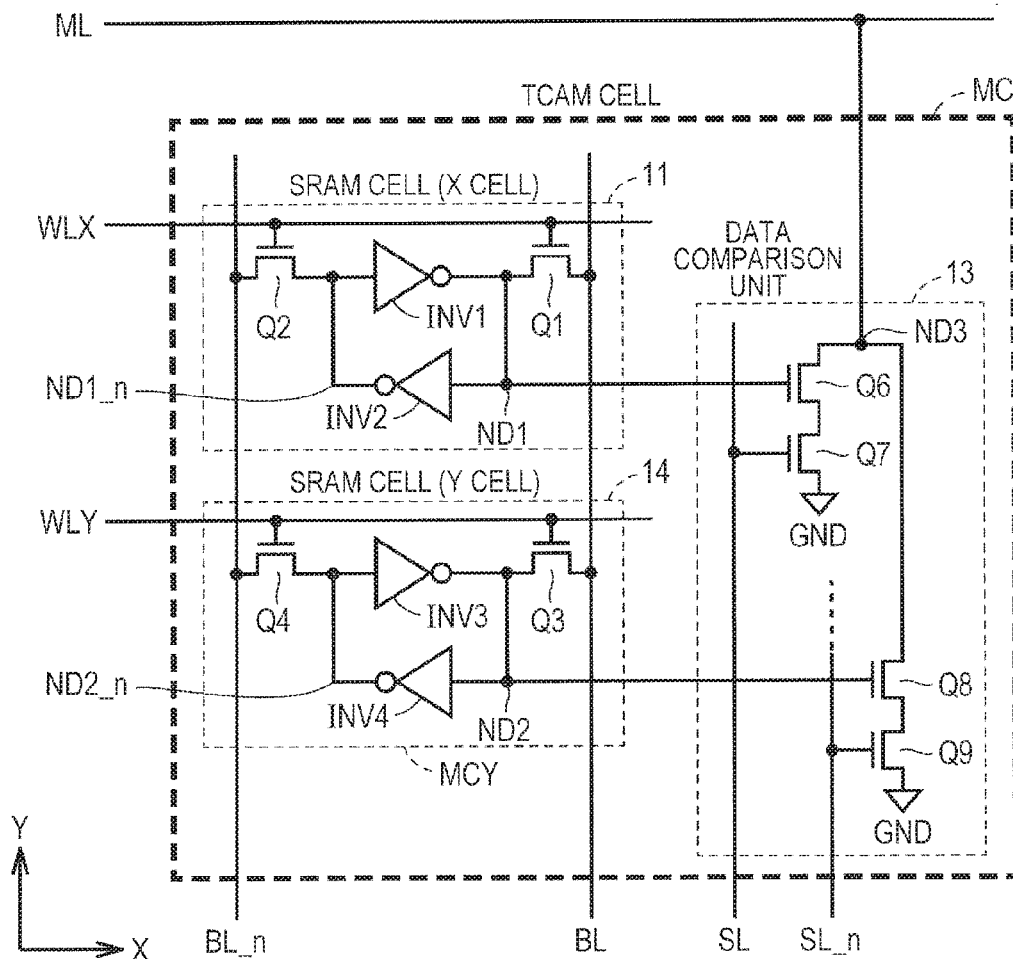 ML
TCAM CELL
MC
SRAM CELL (X CELL)
11
WLX
DATA
COMPARISON
UNIT
13
Q2
INV1
Q1
ND3
ND1_n
INV2
ND1
Q6
Q7
SRAM CELL (Y CELL)
14
WLY
GND
Q4
INV3
Q3
ND2_n
INV4
ND2
Q8
MCY
Q9
GND
Y
X
BL_n
BL
SL
SL_n